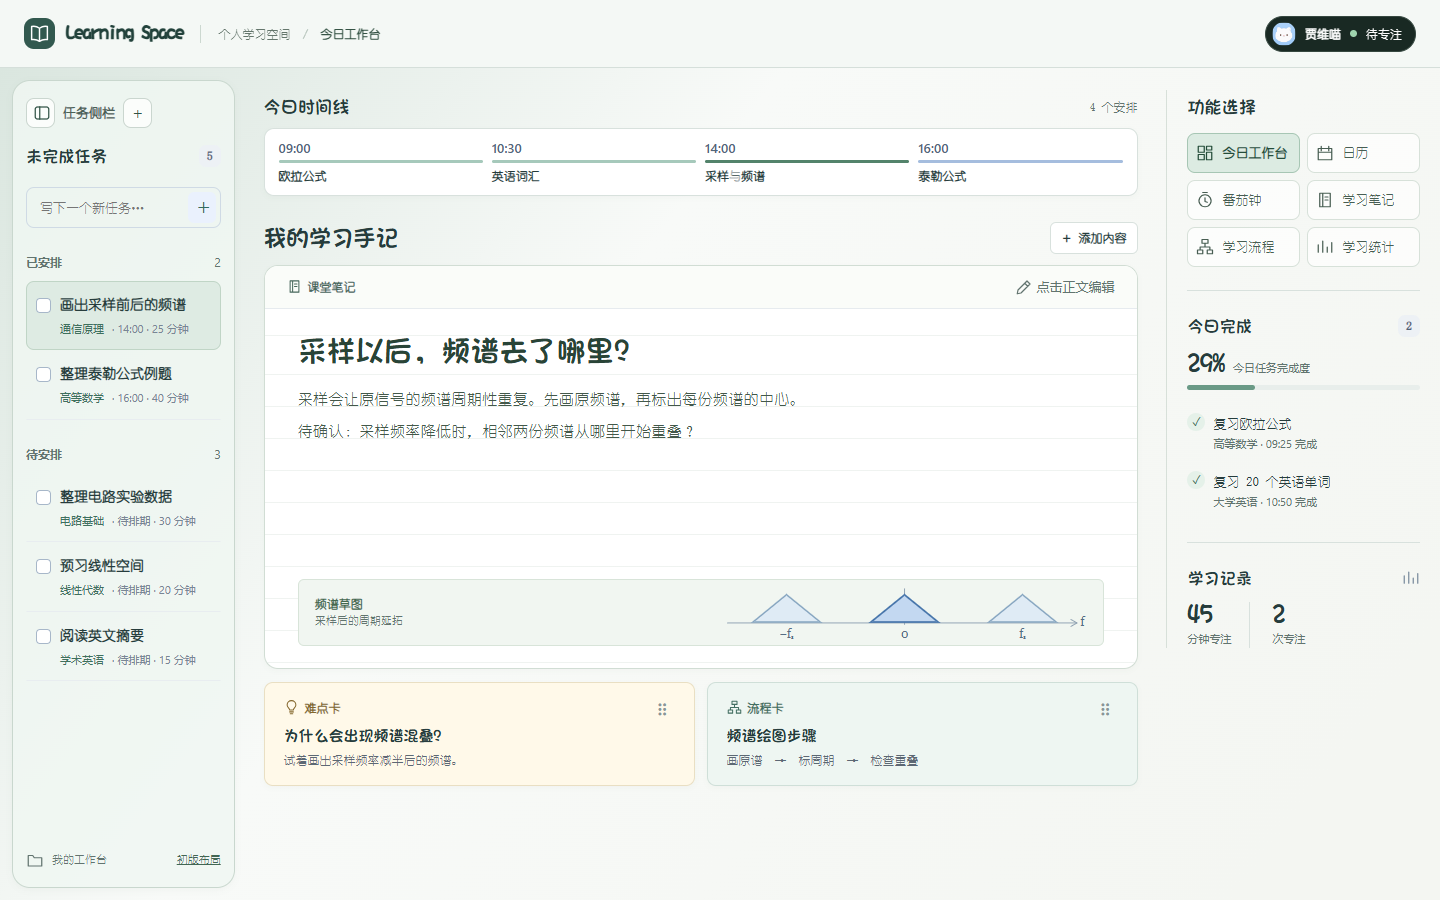 Learning Space
个人学习空间 / 今日工作台
贾维喵 待专注
任务侧栏 +
未完成任务 5
写下一个新任务… +
已安排 2
画出采样前后的频谱
通信原理 · 14:00 · 25 分钟
整理泰勒公式例题
高等数学 · 16:00 · 40 分钟
待安排 3
整理电路实验数据
电路基础 · 待排期 · 30 分钟
预习线性空间
线性代数 · 待排期 · 20 分钟
阅读英文摘要
学术英语 · 待排期 · 15 分钟
我的工作台 初版布局
今日时间线 4 个安排
09:00 10:30 14:00 16:00
欧拉公式 英语词汇 采样与频谱 泰勒公式
我的学习手记 + 添加内容
课堂笔记 点击正文编辑
采样以后，频谱去了哪里？
采样会让原信号的频谱周期性重复。先画原频谱，再标出每份频谱的中心。
待确认：采样频率降低时，相邻两份频谱从哪里开始重叠？
频谱草图
采样后的周期延拓
−fₛ 0 fₛ f
难点卡
为什么会出现频谱混叠？
试着画出采样频率减半后的频谱。
流程卡
频谱绘图步骤
画原谱 → 标周期 → 检查重叠
功能选择
今日工作台 日历
番茄钟 学习笔记
学习流程 学习统计
今日完成 2
29% 今日任务完成度
✓ 复习欧拉公式
高等数学 · 09:25 完成
✓ 复习 20 个英语单词
大学英语 · 10:50 完成
学习记录
45 2
分钟专注 次专注